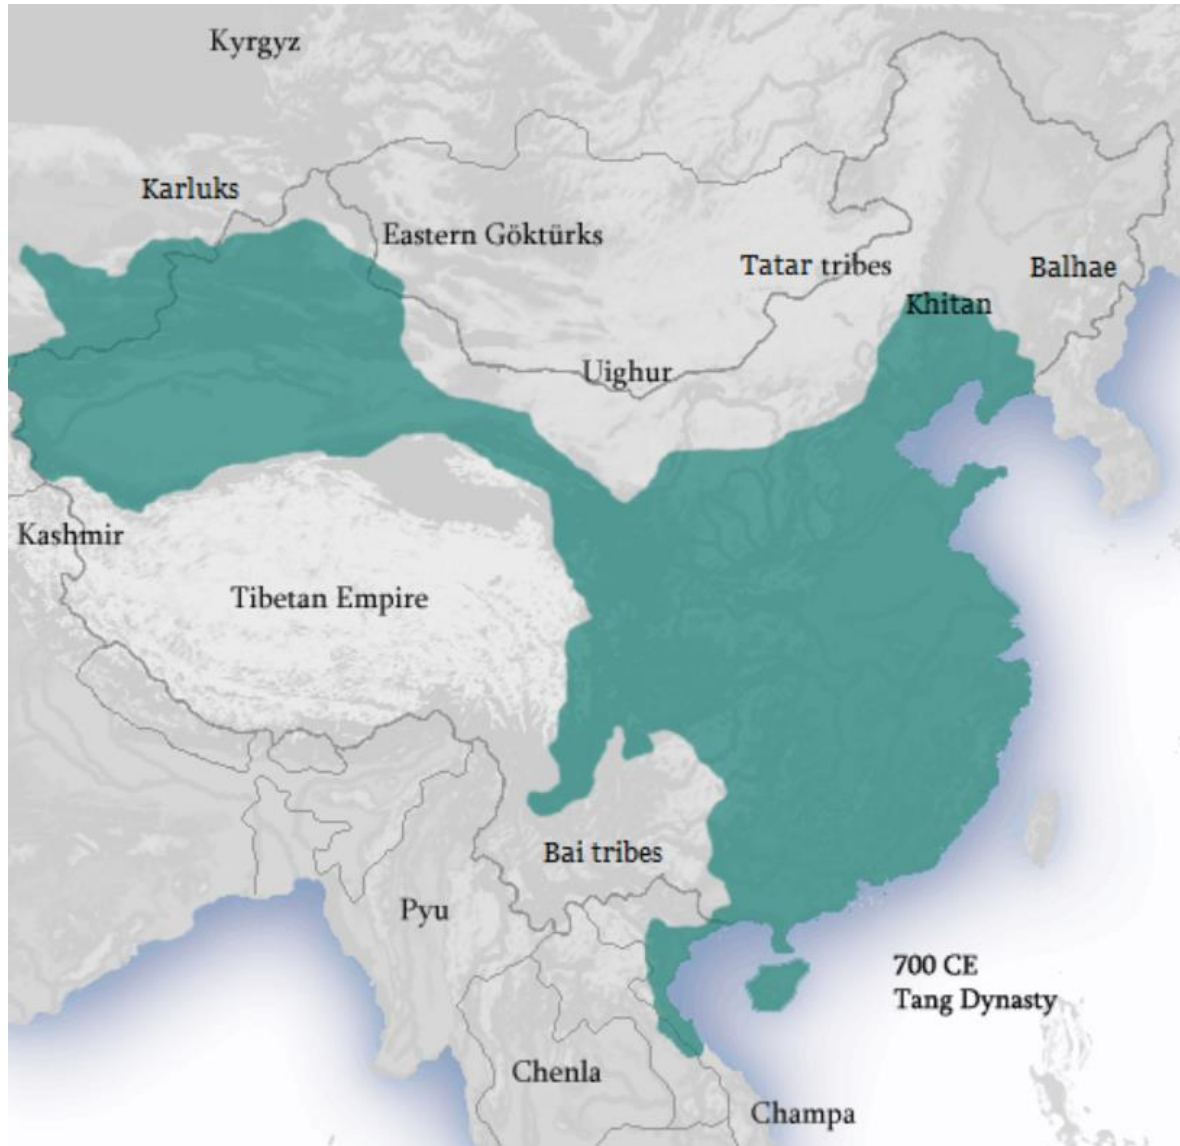 Kyrgyz
Karluks
Eastern Göktürks
Tatar tribes
Balhae
Khitan
Uighur
Kashmir
Tibetan Empire
Bai tribes
Pyu
700 CE
Tang Dynasty
Chenla
Champa